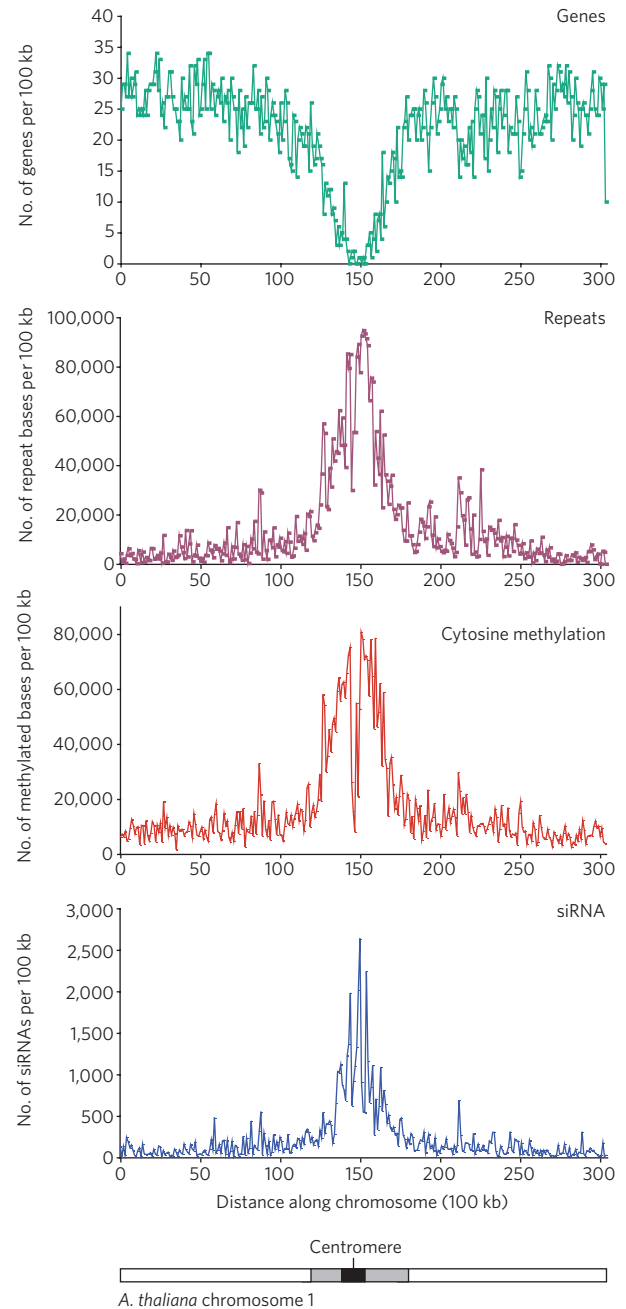 Genes
No. of genes per 100 kb
40
35
30
25
20
15
10
5
0
0 50 100 150 200 250 300
Repeats
No. of repeat bases per 100 kb
100,000
80,000
60,000
40,000
20,000
0
0 50 100 150 200 250 300
Cytosine methylation
No. of methylated bases per 100 kb
80,000
60,000
40,000
20,000
0
0 50 100 150 200 250 300
siRNA
No. of siRNAs per 100 kb
3,000
2,500
2,000
1,500
1,000
500
0
0 50 100 150 200 250 300
Distance along chromosome (100 kb)
Centromere
A. thaliana chromosome 1